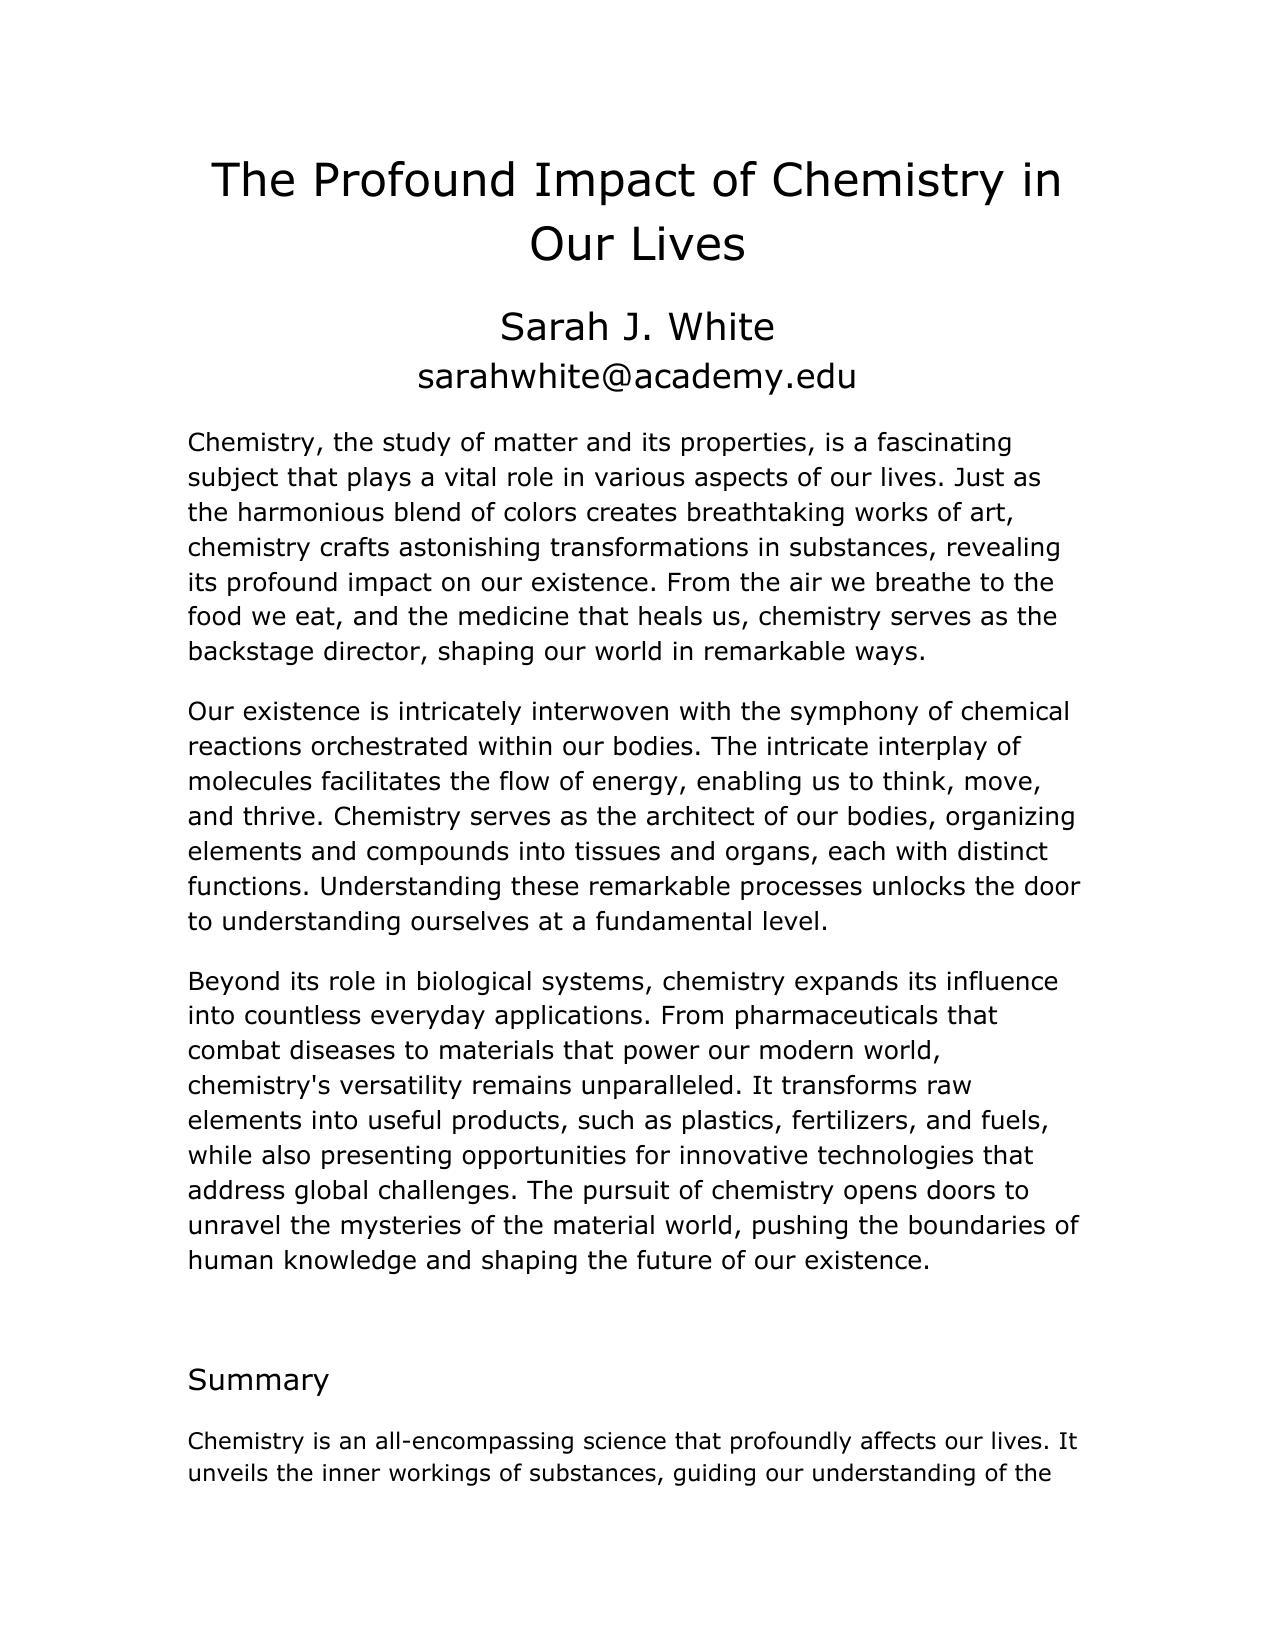 The Profound Impact of Chemistry in
Our Lives
Sarah J. White
sarahwhite@academy.edu
Chemistry, the study of matter and its properties, is a fascinating
subject that plays a vital role in various aspects of our lives. Just as
the harmonious blend of colors creates breathtaking works of art,
chemistry crafts astonishing transformations in substances, revealing
its profound impact on our existence. From the air we breathe to the
food we eat, and the medicine that heals us, chemistry serves as the
backstage director, shaping our world in remarkable ways.
Our existence is intricately interwoven with the symphony of chemical
reactions orchestrated within our bodies. The intricate interplay of
molecules facilitates the flow of energy, enabling us to think, move,
and thrive. Chemistry serves as the architect of our bodies, organizing
elements and compounds into tissues and organs, each with distinct
functions. Understanding these remarkable processes unlocks the door
to understanding ourselves at a fundamental level.
Beyond its role in biological systems, chemistry expands its influence
into countless everyday applications. From pharmaceuticals that
combat diseases to materials that power our modern world,
chemistry's versatility remains unparalleled. It transforms raw
elements into useful products, such as plastics, fertilizers, and fuels,
while also presenting opportunities for innovative technologies that
address global challenges. The pursuit of chemistry opens doors to
unravel the mysteries of the material world, pushing the boundaries of
human knowledge and shaping the future of our existence.
Summary
Chemistry is an all-encompassing science that profoundly affects our lives. It
unveils the inner workings of substances, guiding our understanding of the